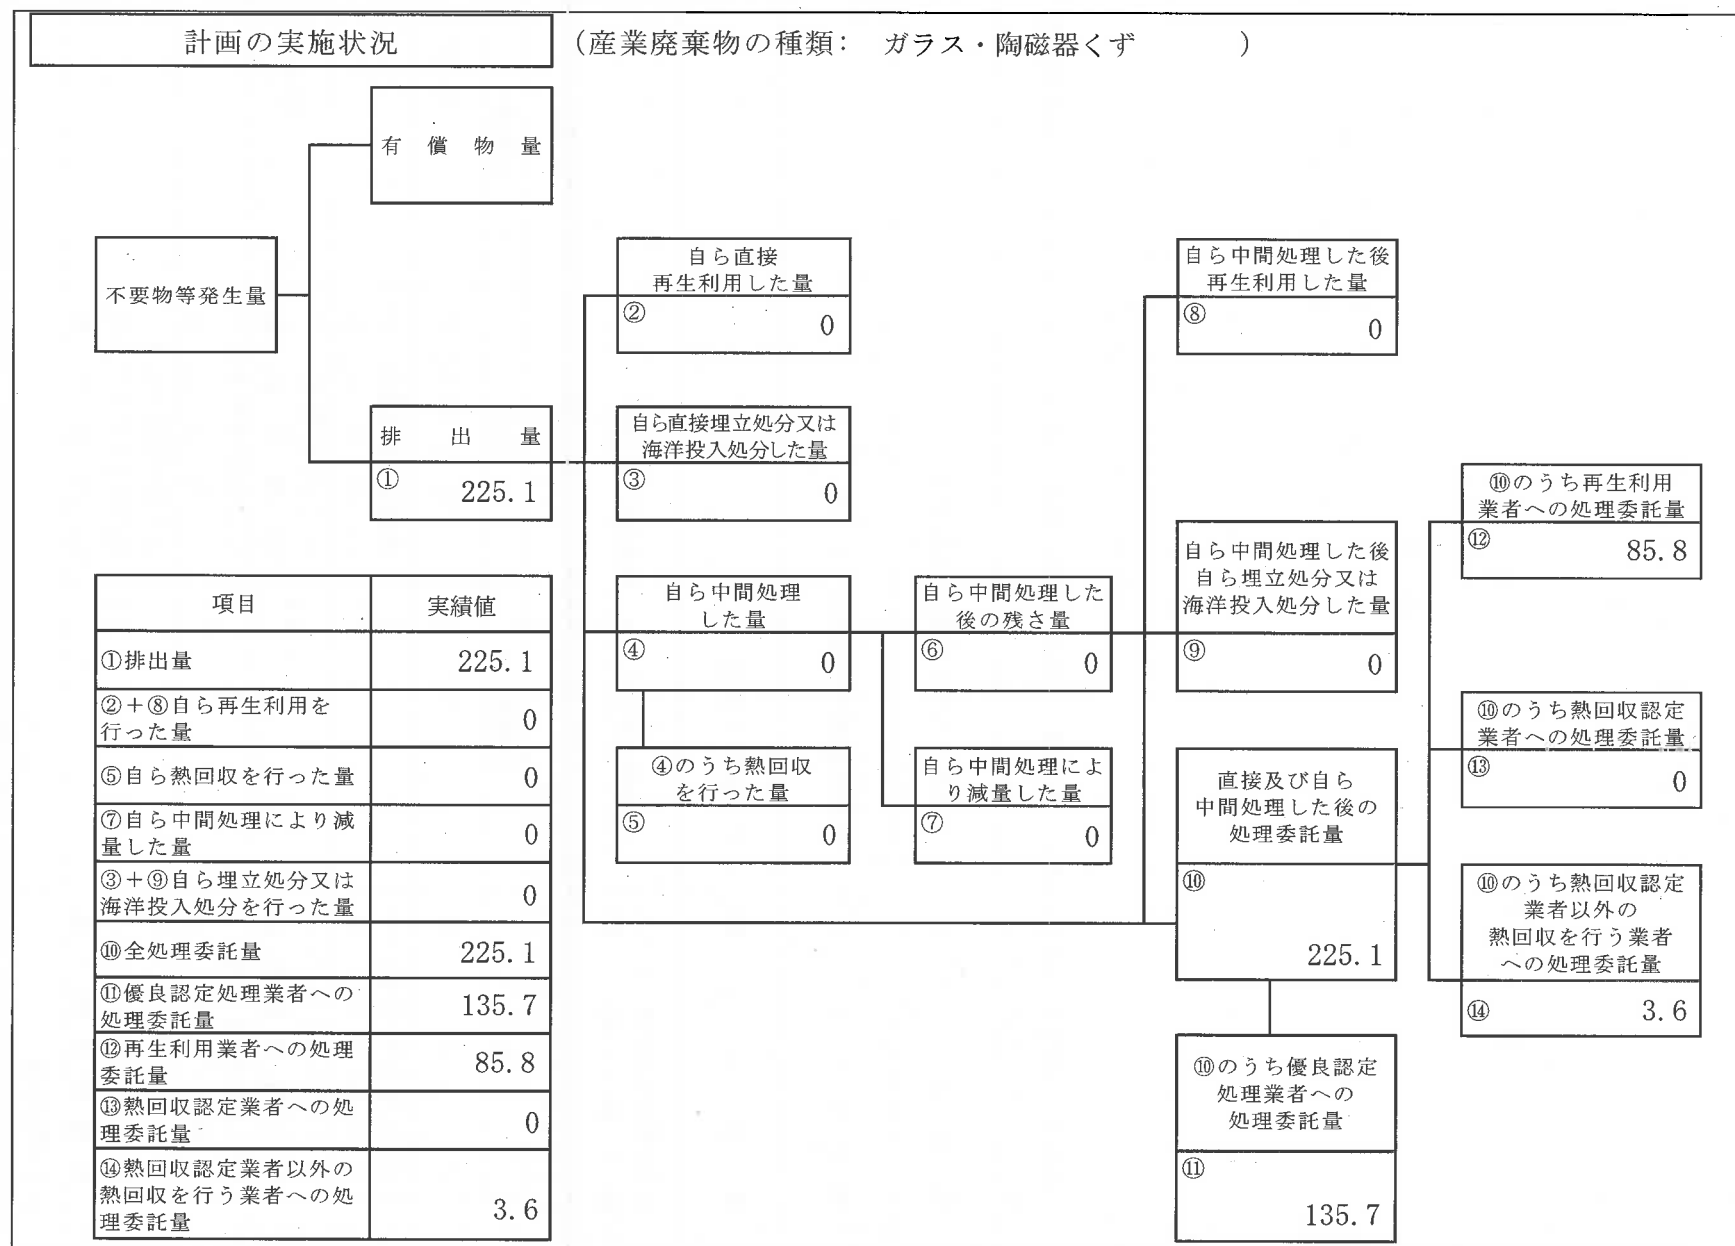 計画の実施状況
(産業廃棄物の種類： ガラス・陶磁器くず )
有償物量
不要物等発生量
排出量
① 225.1
自ら直接
再生利用した量
② 0
自ら直接埋立処分又は
海洋投入処分した量
③ 0
自ら中間処理
した量
④ 0
④のうち熱回収
を行った量
⑤ 0
自ら中間処理した
後の残さ量
⑥ 0
自ら中間処理によ
り減量した量
⑦ 0
自ら中間処理した後
再生利用した量
⑧ 0
自ら中間処理した後
自ら埋立処分又は
海洋投入処分した量
⑨ 0
直接及び自ら
中間処理した後の
処理委託量
⑩
225.1
⑩のうち優良認定
処理業者への
処理委託量
⑪
135.7
⑩のうち再生利用
業者への処理委託量
⑫ 85.8
⑩のうち熱回収認定
業者への処理委託量
⑬ 0
⑩のうち熱回収認定
業者以外の
熱回収を行う業者
への処理委託量
⑭ 3.6
項目 実績値
①排出量 225.1
②＋⑧自ら再生利用を
行った量 0
⑤自ら熱回収を行った量 0
⑦自ら中間処理により減
量した量 0
③＋⑨自ら埋立処分又は
海洋投入処分を行った量 0
⑩全処理委託量 225.1
⑪優良認定処理業者への
処理委託量 135.7
⑫再生利用業者への処理
委託量 85.8
⑬熱回収認定業者への処
理委託量 0
⑭熱回収認定業者以外の
熱回収を行う業者への処
理委託量 3.6